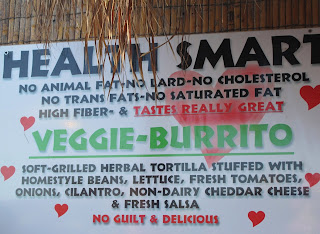 HEALTH SMART
NO ANIMAL FAT-NO LARD-NO CHOLESTEROL
NO TRANS FATS-NO SATURATED FAT
HIGH FIBER- & TASTES REALLY GREAT
VEGGIE-BURRITO
SOFT-GRILLED HERBAL TORTILLA STUFFED WITH
HOMESTYLE BEANS, LETTUCE, FRESH TOMATOES,
ONIONS, CILANTRO, NON-DAIRY CHEDDAR CHEESE
& FRESH SALSA
NO GUILT & DELICIOUS